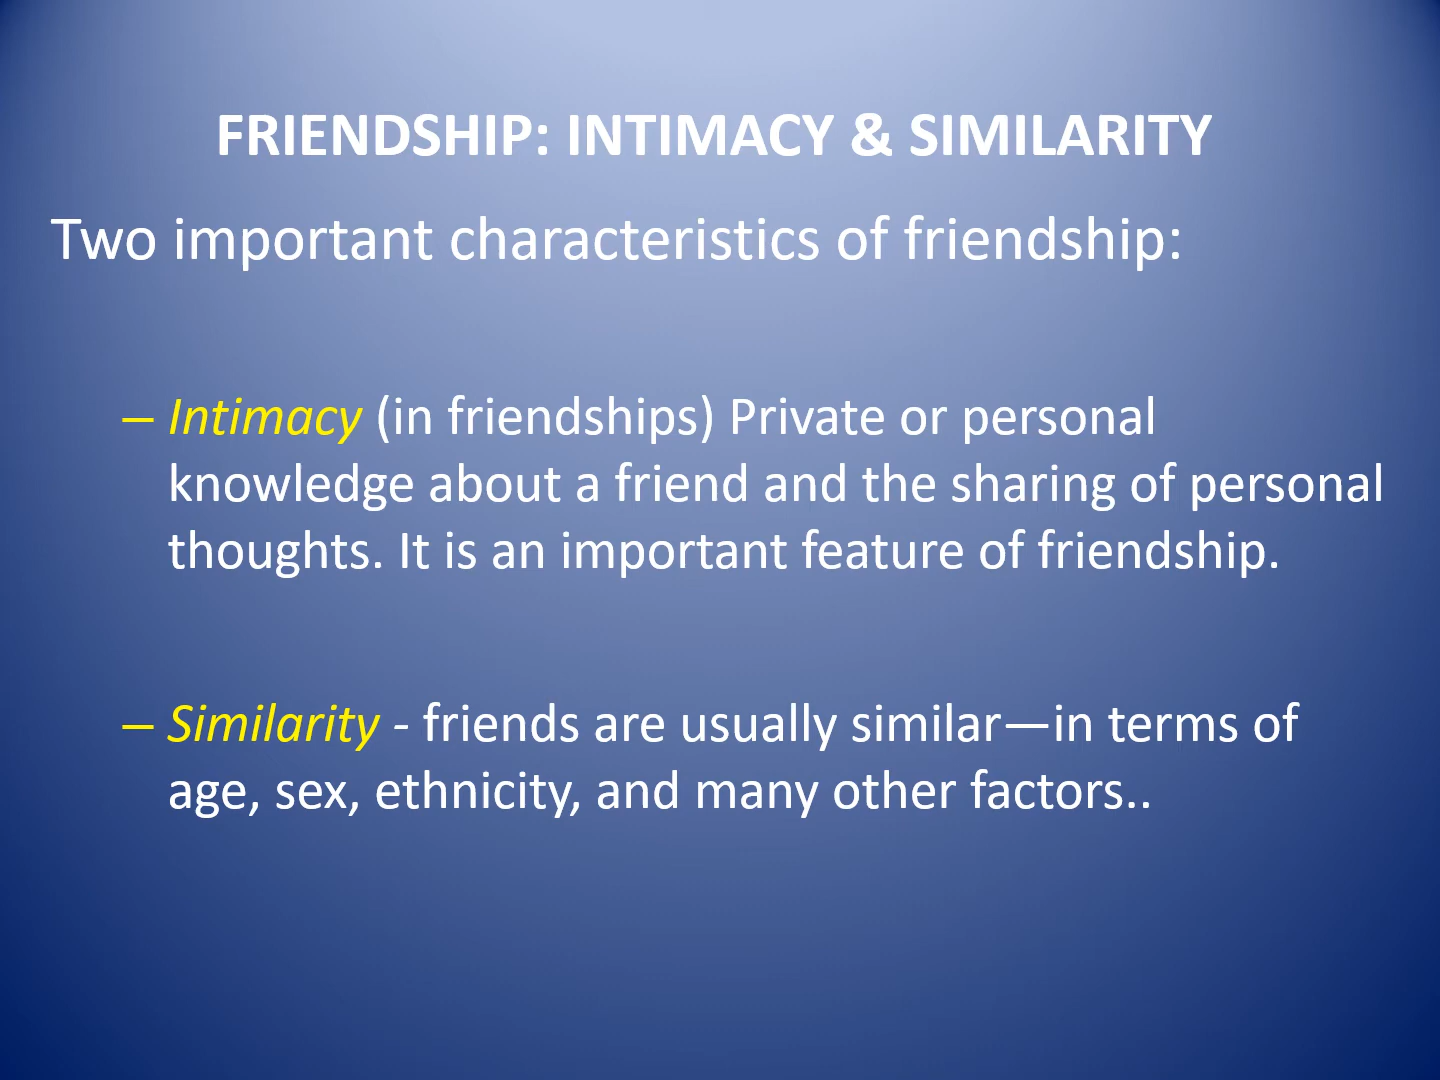 FRIENDSHIP: INTIMACY & SIMILARITY
Two important characteristics of friendship:
– Intimacy (in friendships) Private or personal
knowledge about a friend and the sharing of personal
thoughts. It is an important feature of friendship.
– Similarity - friends are usually similar—in terms of
age, sex, ethnicity, and many other factors..